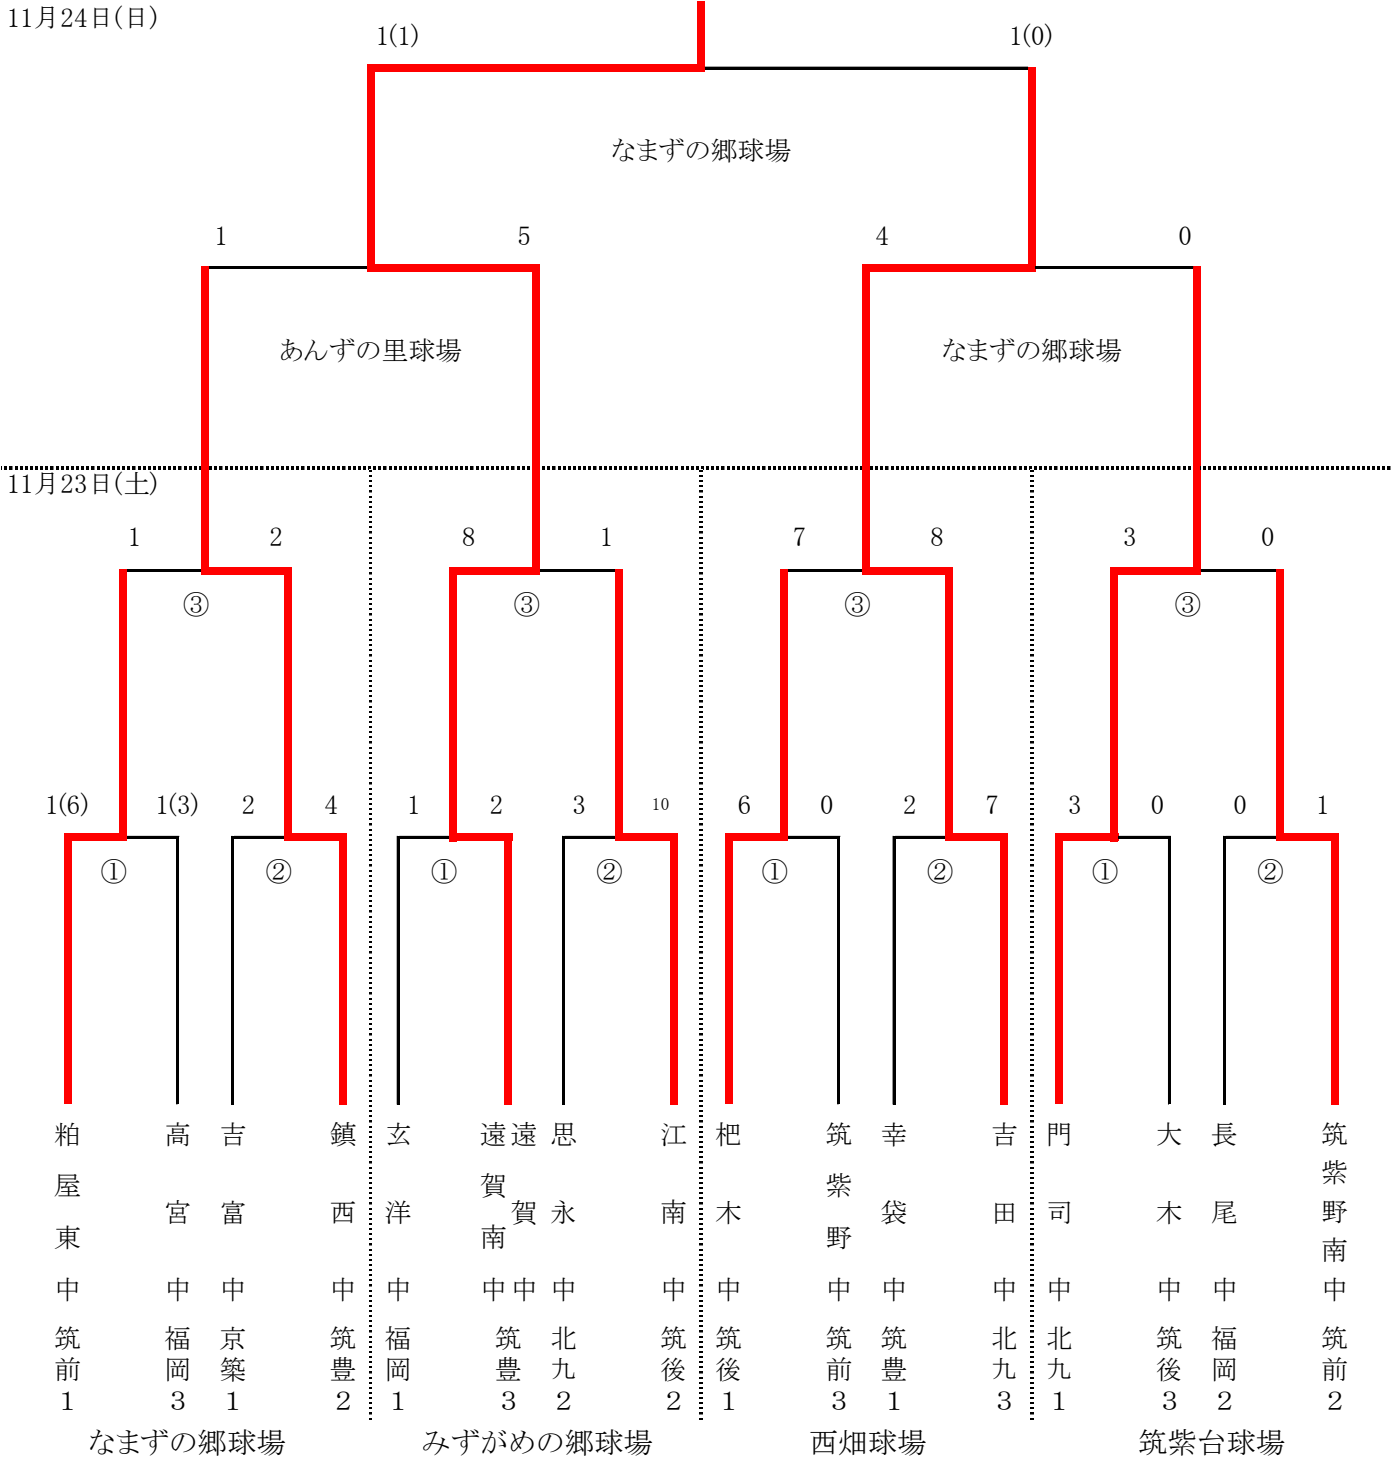 11月24日(日)
1(1) 1(0)
なまずの郷球場
1 5 4 0
あんずの里球場 なまずの郷球場
11月23日(土)
1 2 8 1 7 8 3 0
③ ③ ③ ③
1(6) 1(3) 2 4 1 2 3 10 6 0 2 7 3 0 0 1
① ② ① ② ① ② ① ②
粕屋東中 筑前1
高宮中 福岡3
吉富中 京築1
鎮西中 筑豊2
玄洋中 福岡1
遠賀南中 遠賀中 筑豊3
思永中 北九2
江南中 筑後2
杷木中 筑後1
筑紫野中 筑前3
幸袋中 筑豊1
吉田中 北九3
門司中 北九1
大木中 筑後3
長尾中 福岡2
筑紫野南中 筑前2
なまずの郷球場 みずがめの郷球場 西畑球場 筑紫台球場